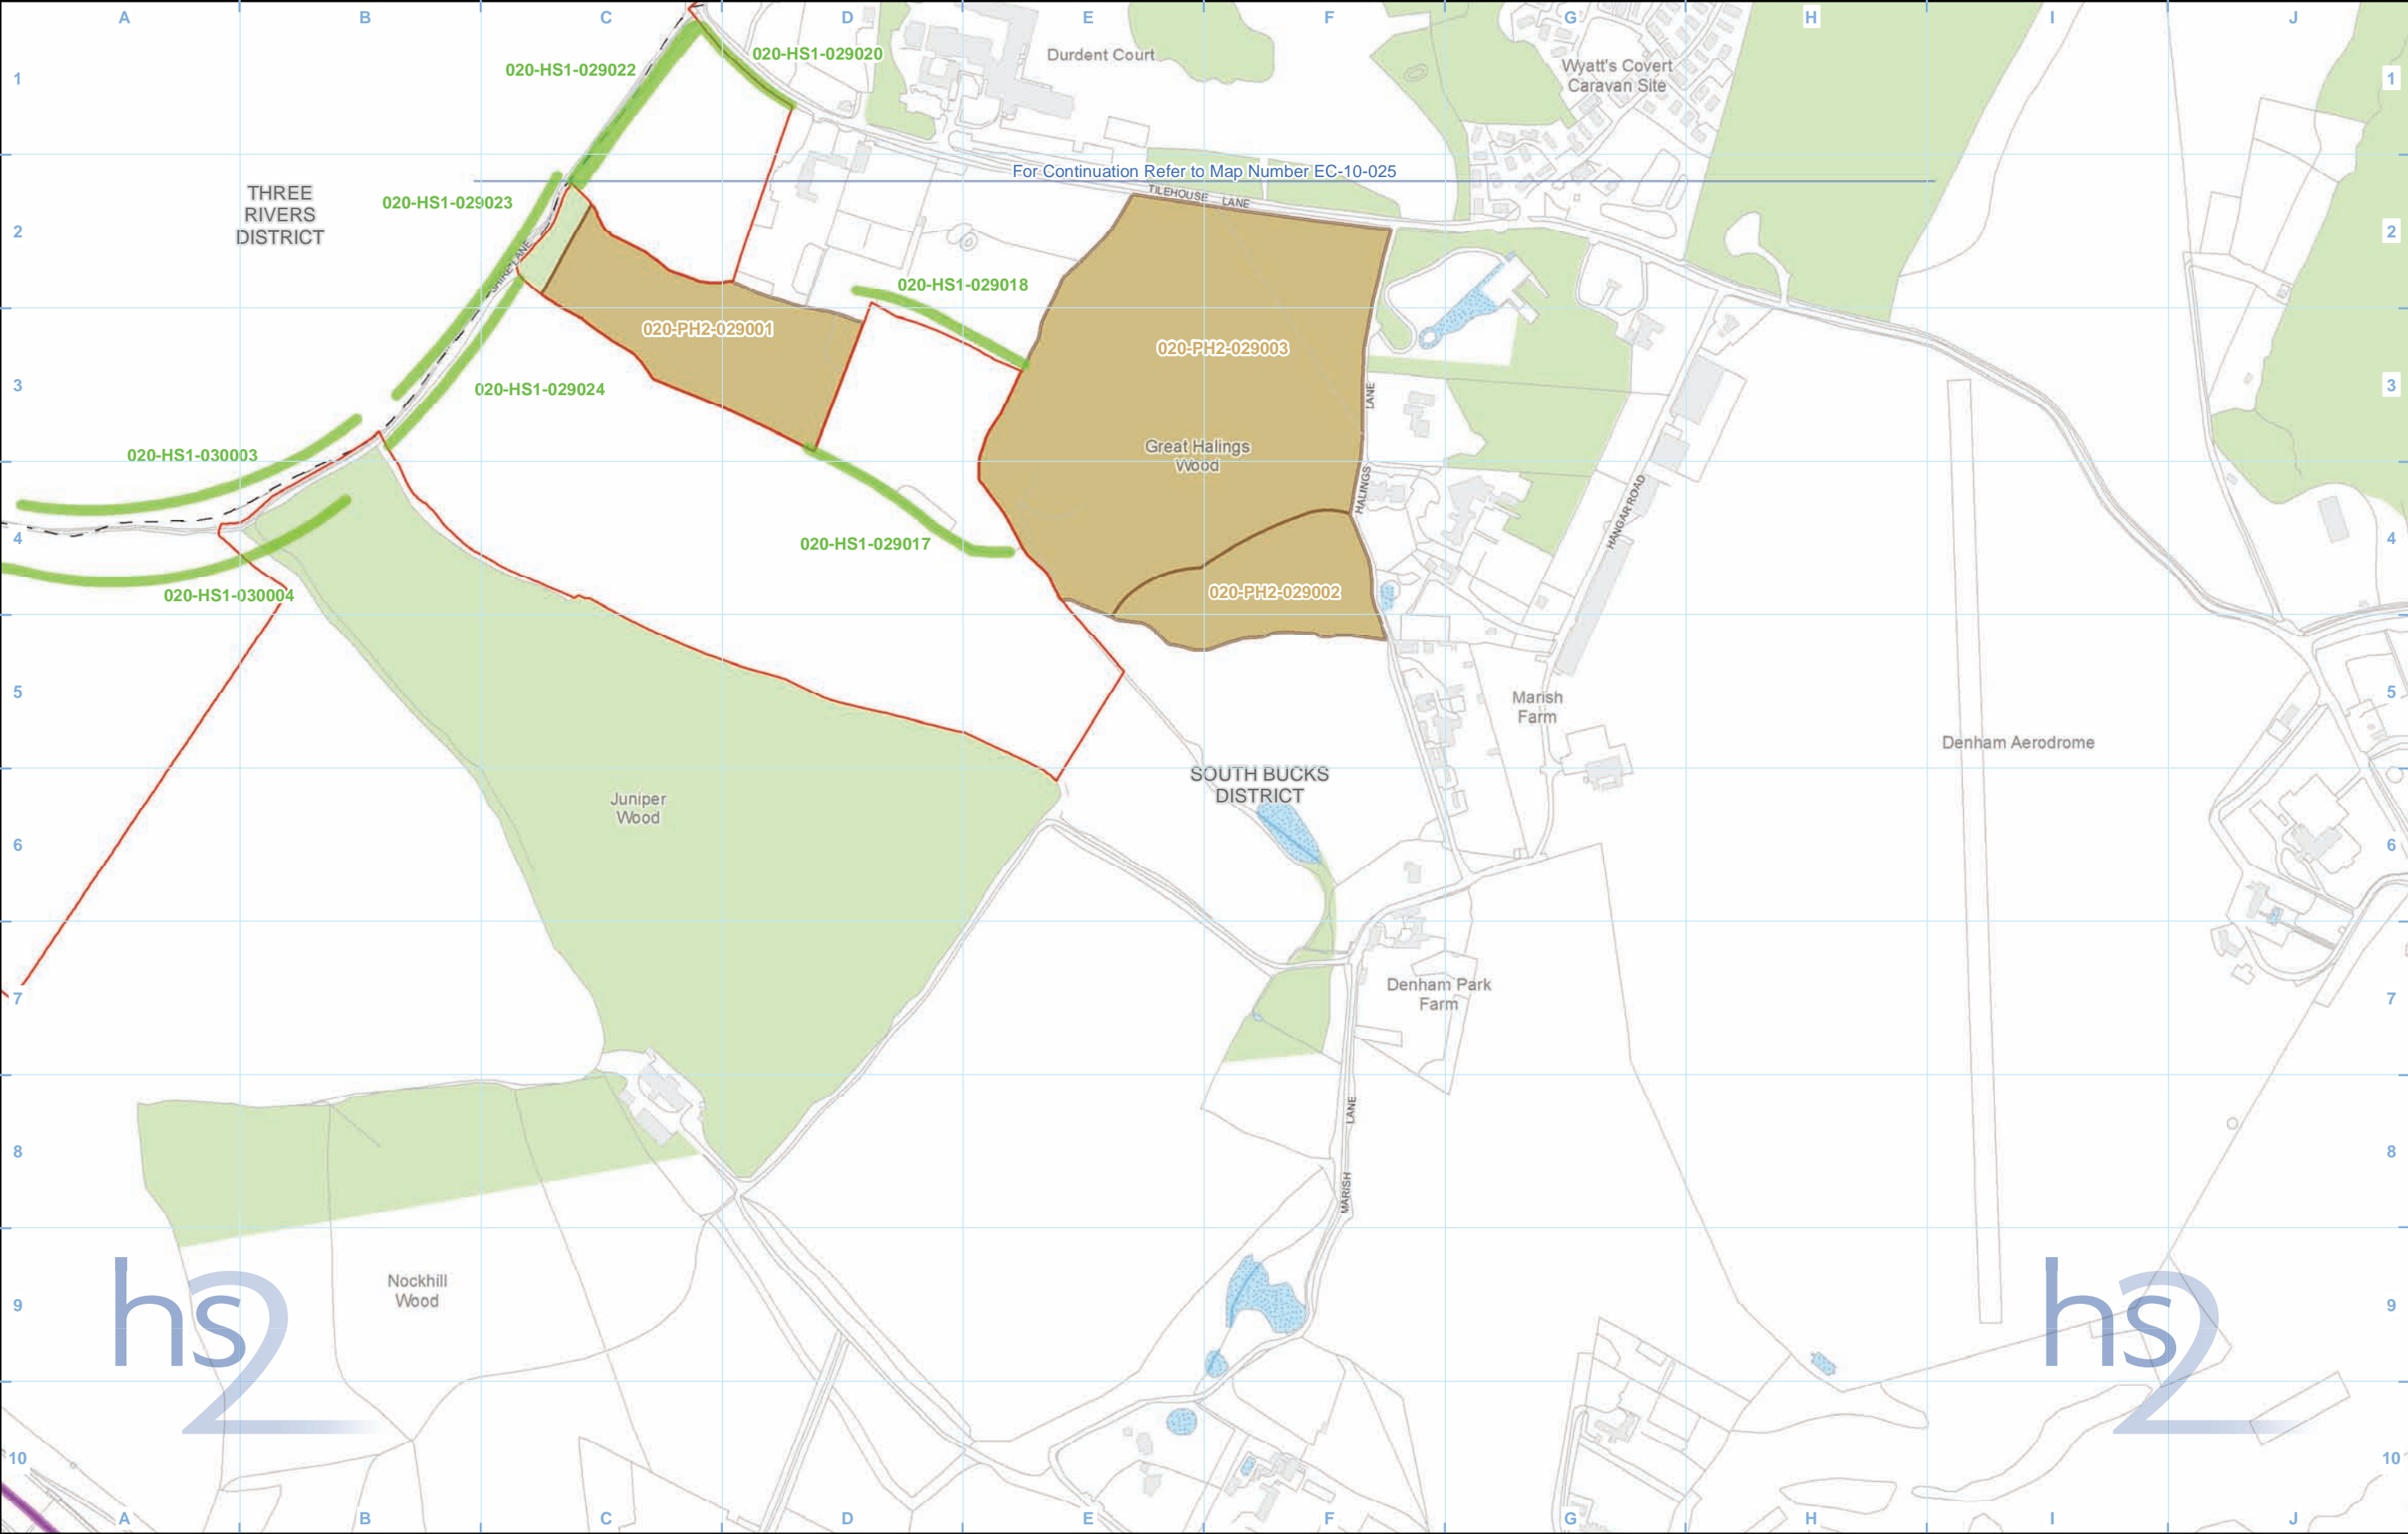 A B C D E F G H I J
1
1
020-HS1-029020
020-HS1-029022
Durdent Court
Wyatt's Covert
Caravan Site
For Continuation Refer to Map Number EC-10-025
THREE
RIVERS
DISTRICT
020-HS1-029023
TILEHOUSE LANE
2
2
SHIRE LANE
020-HS1-029018
020-PH2-029001
020-PH2-029003
3
3
020-HS1-029024
LANE
HALINGS
020-HS1-030003
Great Halings
Wood
HANGAR ROAD
4
4
020-HS1-029017
020-HS1-030004
020-PH2-029002
5
5
Marish
Farm
Denham Aerodrome
SOUTH BUCKS
DISTRICT
Juniper
Wood
6
6
7
7
Denham Park
Farm
LANE
MARISH
8
8
Nockhill
Wood
9
9
hs2
hs2
10
10
A B C D E F G H I J